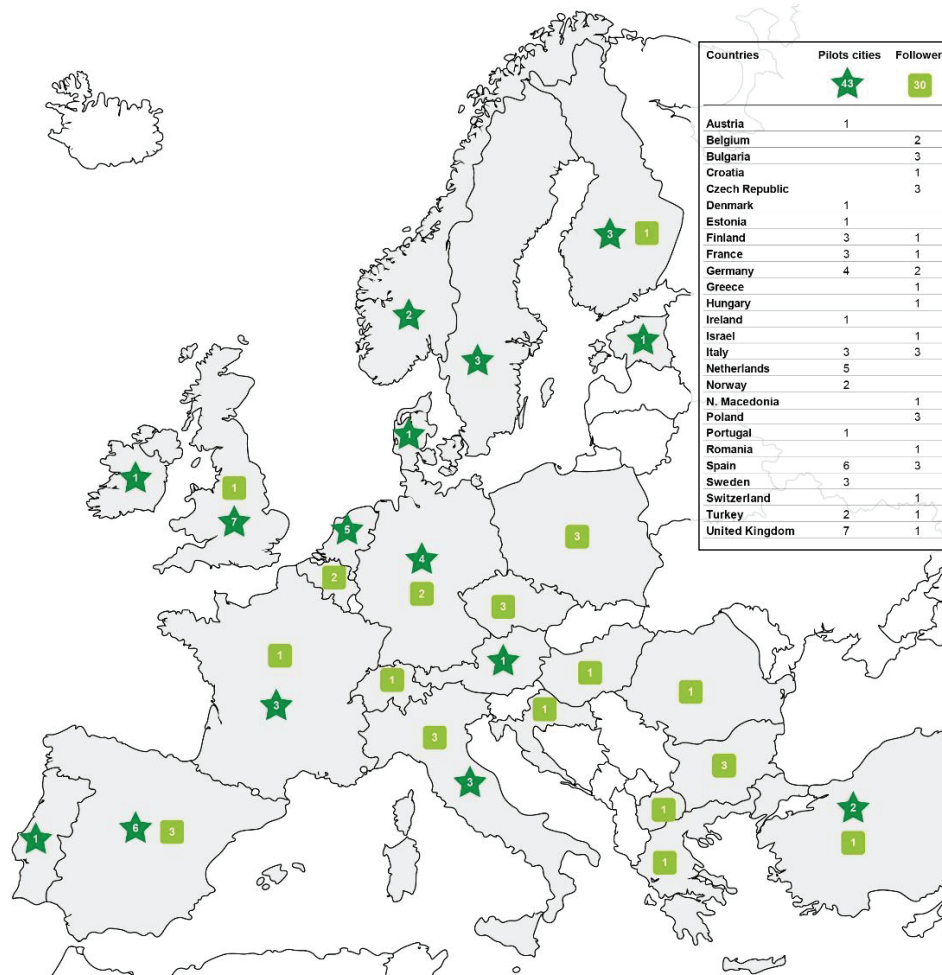 Countries Pilots cities Follower
43 30
Austria 1
Belgium 2
Bulgaria 3
Croatia 1
Czech Republic 3
Denmark 1
Estonia 1
Finland 3 1
France 3 1
Germany 4 2
Greece 1
Hungary 1
Ireland 1
Israel 1
Italy 3 3
Netherlands 5
Norway 2
N. Macedonia 1
Poland 3
Portugal 1
Romania 1
Spain 6 3
Sweden 3
Switzerland 1
Turkey 2 1
United Kingdom 7 1
3 1
2
1
3
1
1
1
7
5
3
4
2
2
3
1
1
1
1
1
3
1
3
3
3
2
1
6 3
1
1
1